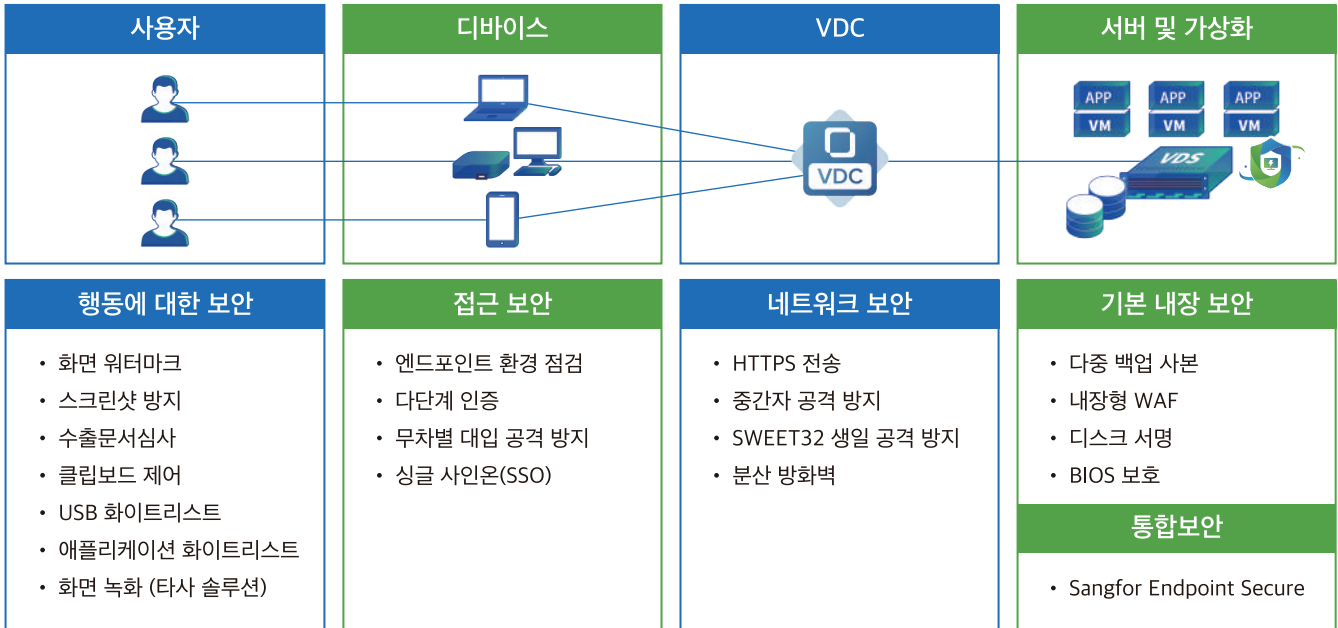 사용자
디바이스
VDC
서버 및 가상화
APP
APP
APP
VM
VM
VM
VDS
VDC
행동에 대한 보안
• 화면 워터마크
• 스크린샷 방지
• 수출문서심사
• 클립보드 제어
• USB 화이트리스트
• 애플리케이션 화이트리스트
• 화면 녹화 (타사 솔루션)
접근 보안
• 엔드포인트 환경 점검
• 다단계 인증
• 무차별 대입 공격 방지
• 싱글 사인온(SSO)
네트워크 보안
• HTTPS 전송
• 중간자 공격 방지
• SWEET32 생일 공격 방지
• 분산 방화벽
기본 내장 보안
• 다중 백업 사본
• 내장형 WAF
• 디스크 서명
• BIOS 보호
통합보안
• Sangfor Endpoint Secure